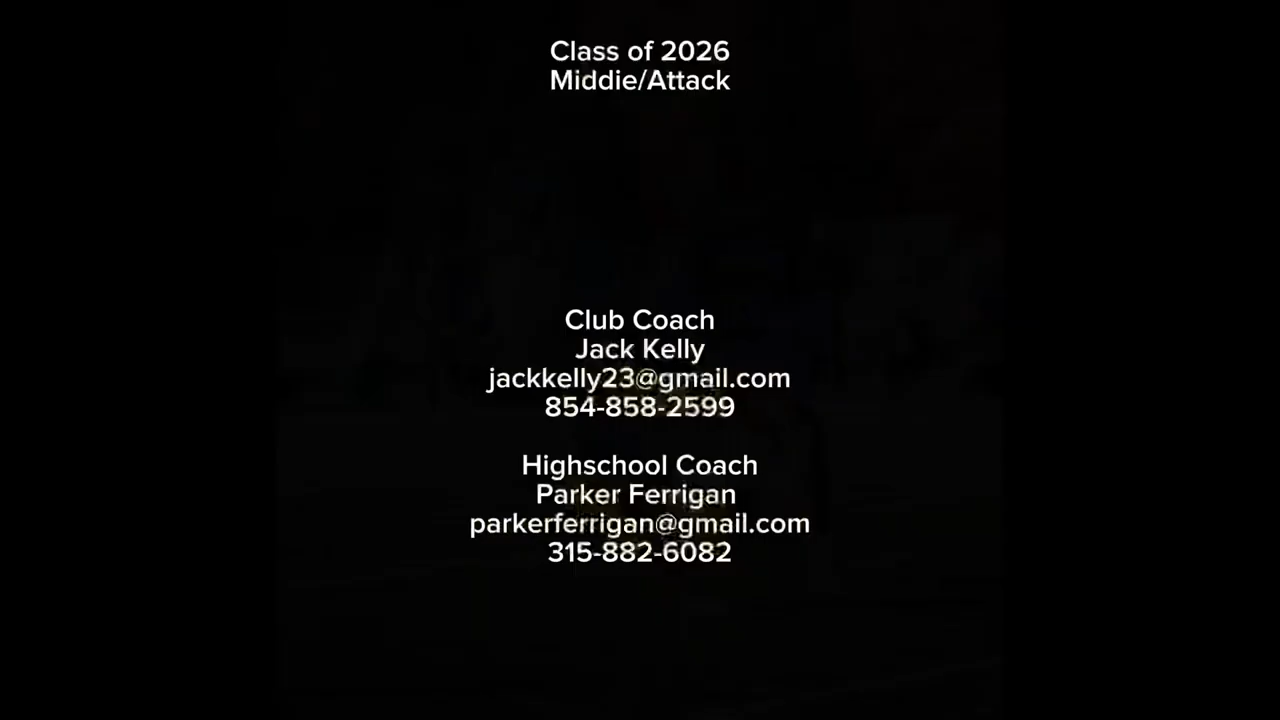 Class of 2026
Middie/Attack
Club Coach
Jack Kelly
jackkelly23@gmail.com
854-858-2599
Highschool Coach
Parker Ferrigan
parkerferrigan@gmail.com
315-882-6082